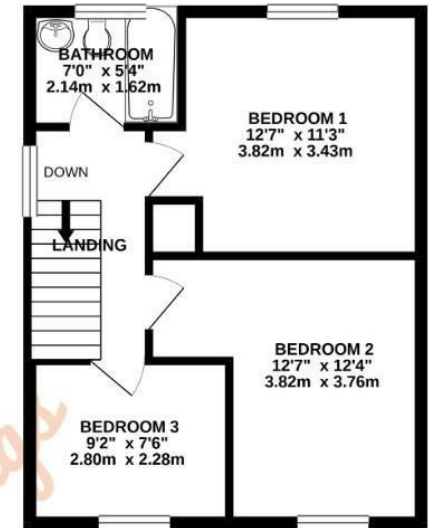 BATHROOM
7'0" x 5'4"
2.14m x 1.62m
BEDROOM 1
12'7" x 11'3"
3.82m x 3.43m
DOWN
LANDING
BEDROOM 2
12'7" x 12'4"
3.82m x 3.76m
BEDROOM 3
9'2" x 7'6"
2.80m x 2.28m